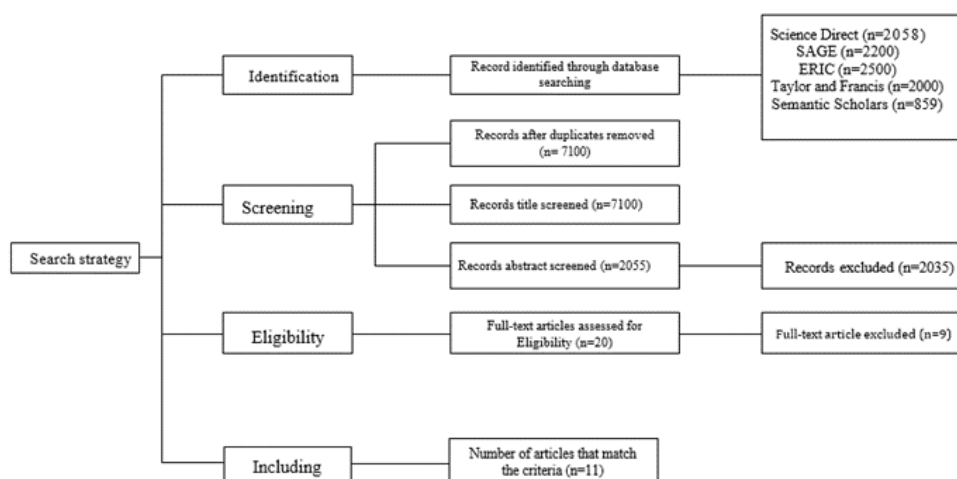 Identification
Record identified through database
searching
Science Direct (n=2058)
SAGE (n=2200)
ERIC (n=2500)
Taylor and Francis (n=2000)
Semantic Scholars (n=859)
Search strategy
Screening
Records after duplicates removed
(n= 7100)
Records title screened (n=7100)
Records abstract screened (n=2055)
Records excluded (n=2035)
Eligibility
Full-text articles assessed for
Eligibility (n=20)
Full-text article excluded (n=9)
Including
Number of articles that match
the criteria (n=11)